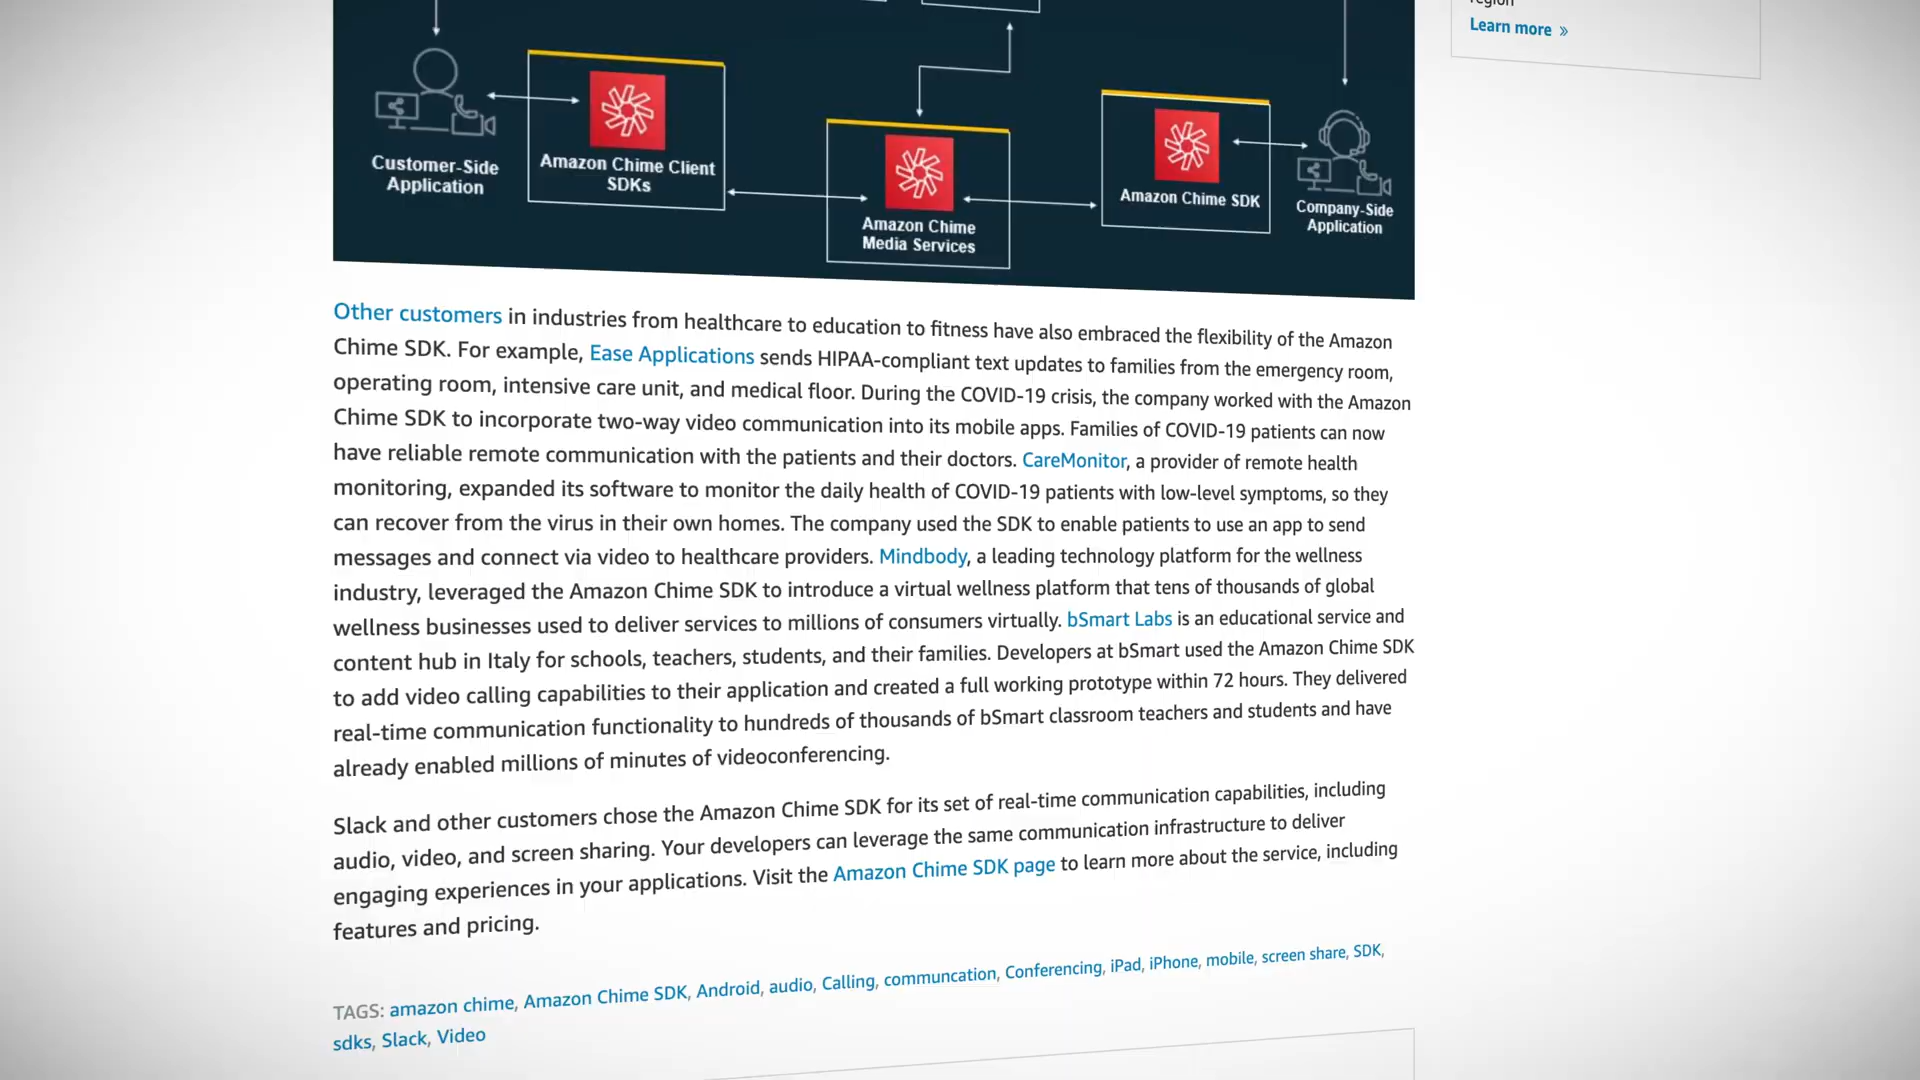 region
Learn more »
Customer-Side
Application
Amazon Chime Client
SDKs
Amazon Chime
Media Services
Amazon Chime SDK
Company-Side
Application
Other customers in industries from healthcare to education to fitness have also embraced the flexibility of the Amazon
Chime SDK. For example, Ease Applications sends HIPAA-compliant text updates to families from the emergency room,
operating room, intensive care unit, and medical floor. During the COVID-19 crisis, the company worked with the Amazon
Chime SDK to incorporate two-way video communication into its mobile apps. Families of COVID-19 patients can now
have reliable remote communication with the patients and their doctors. CareMonitor, a provider of remote health
monitoring, expanded its software to monitor the daily health of COVID-19 patients with low-level symptoms, so they
can recover from the virus in their own homes. The company used the SDK to enable patients to use an app to send
messages and connect via video to healthcare providers. Mindbody, a leading technology platform for the wellness
industry, leveraged the Amazon Chime SDK to introduce a virtual wellness platform that tens of thousands of global
wellness businesses used to deliver services to millions of consumers virtually. bSmart Labs is an educational service and
content hub in Italy for schools, teachers, students, and their families. Developers at bSmart used the Amazon Chime SDK
to add video calling capabilities to their application and created a full working prototype within 72 hours. They delivered
real-time communication functionality to hundreds of thousands of bSmart classroom teachers and students and have
already enabled millions of minutes of videoconferencing.
Slack and other customers chose the Amazon Chime SDK for its set of real-time communication capabilities, including
audio, video, and screen sharing. Your developers can leverage the same communication infrastructure to deliver
engaging experiences in your applications. Visit the Amazon Chime SDK page to learn more about the service, including
features and pricing.
TAGS: amazon chime, Amazon Chime SDK, Android, audio, Calling, communcation, Conferencing, iPad, iPhone, mobile, screen share, SDK,
sdks, Slack, Video